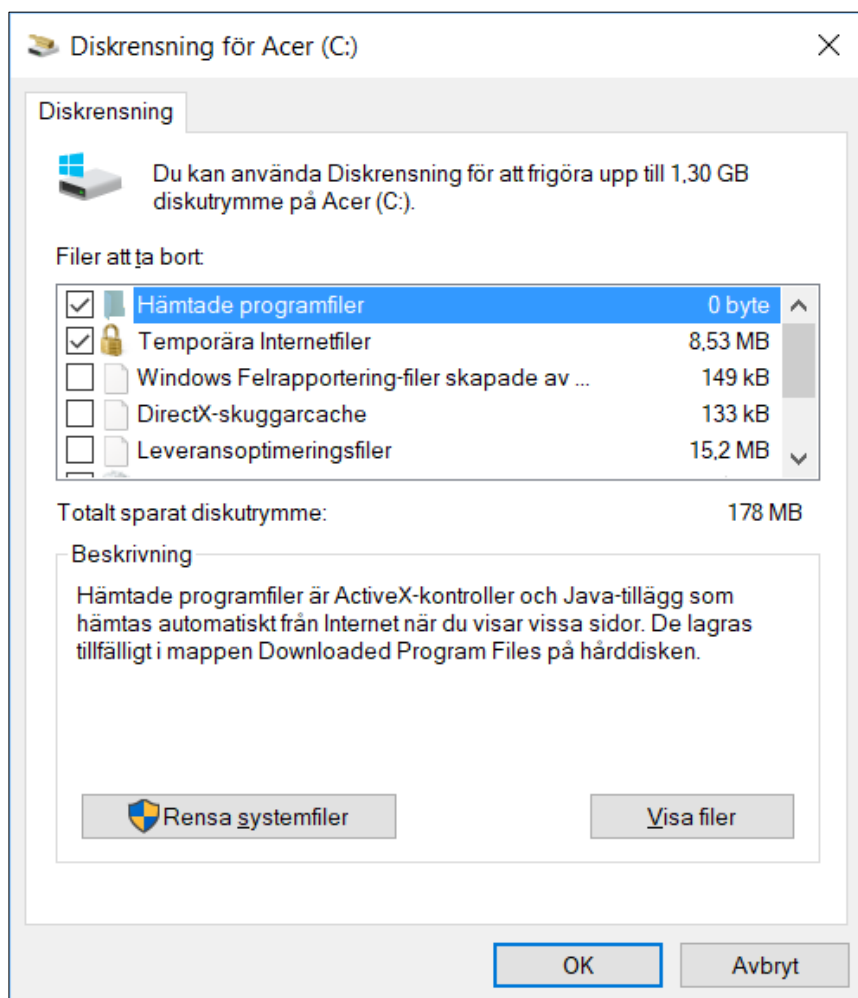 Diskrensning för Acer (C:)
Diskrensning
Du kan använda Diskrensning för att frigöra upp till 1,30 GB
diskutrymme på Acer (C:).
Filer att ta bort:
Hämtade programfiler 0 byte
Temporära Internetfiler 8,53 MB
Windows Felrapportering-filer skapade av ... 149 kB
DirectX-skuggarcache 133 kB
Leveransoptimeringsfiler 15,2 MB
Totalt sparat diskutrymme: 178 MB
Beskrivning
Hämtade programfiler är ActiveX-kontroller och Java-tillägg som
hämtas automatiskt från Internet när du visar vissa sidor. De lagras
tillfälligt i mappen Downloaded Program Files på hårddisken.
Rensa systemfiler Visa filer
OK Avbryt